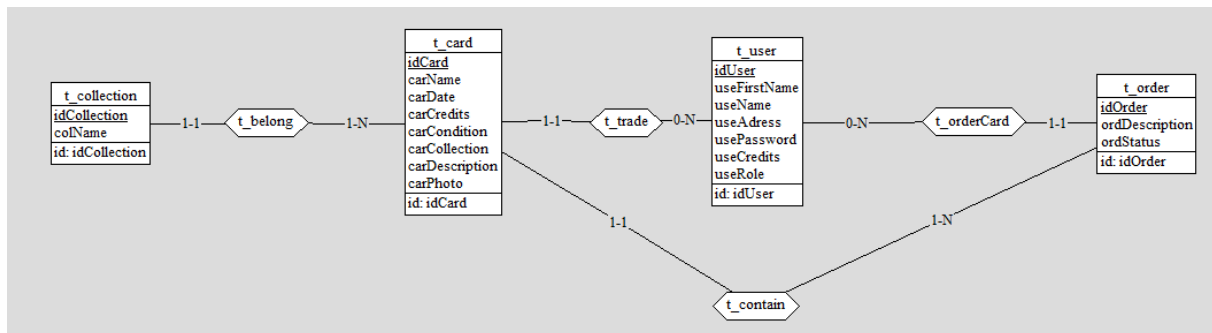 t_collection
idCollection
colName
id: idCollection
1-1
t_belong
1-N
t_card
idCard
carName
carDate
carCredits
carCondition
carCollection
carDescription
carPhoto
id: idCard
1-1
t_trade
0-N
t_user
idUser
useFirstName
useName
useAdress
usePassword
useCredits
useRole
id: idUser
0-N
t_orderCard
1-1
t_order
idOrder
ordDescription
ordStatus
id: idOrder
1-1
1-N
t_contain